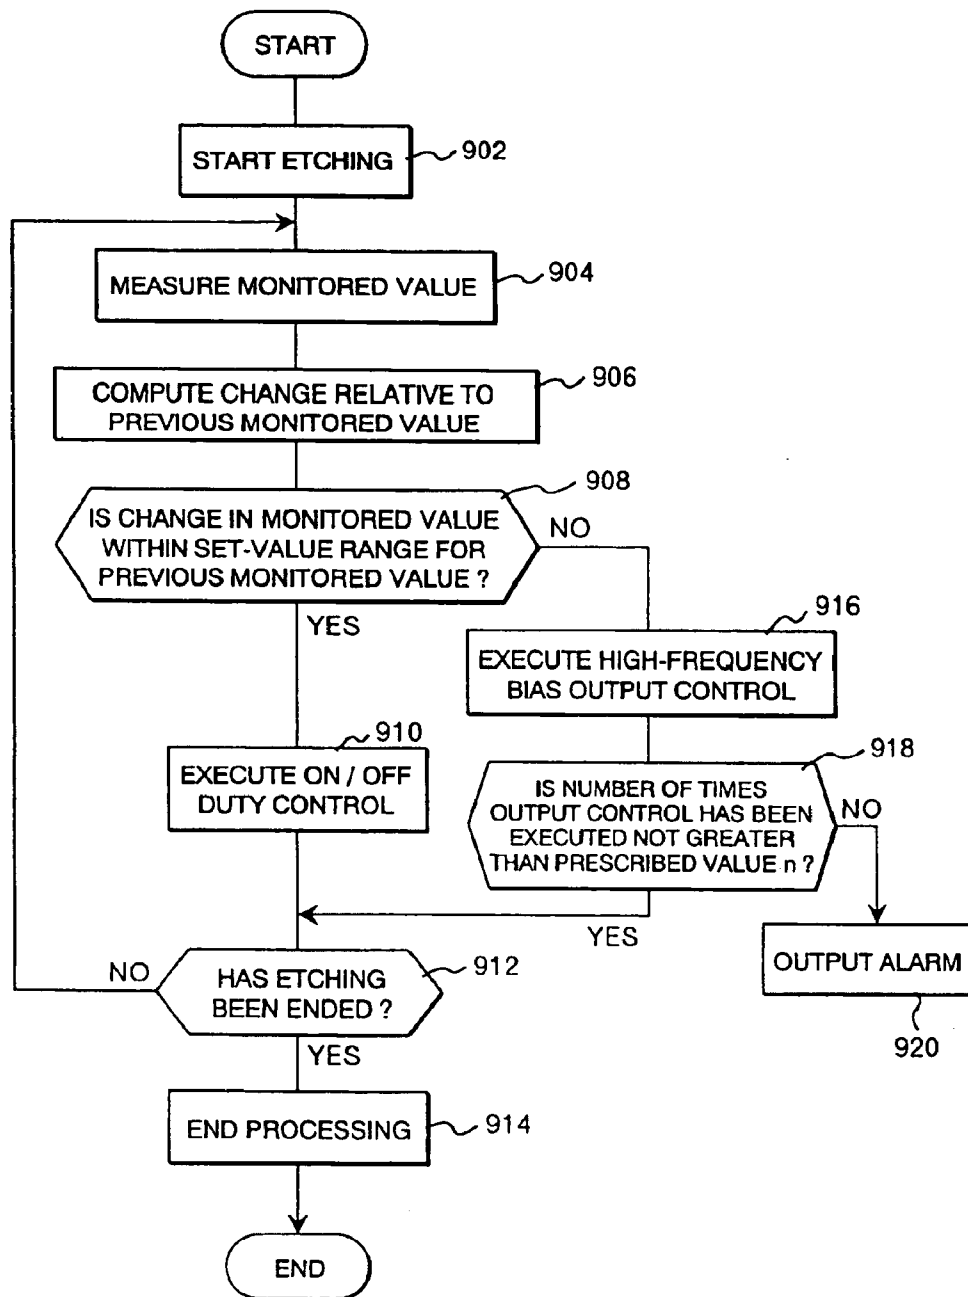 START
START ETCHING
902
MEASURE MONITORED VALUE
904
COMPUTE CHANGE RELATIVE TO
PREVIOUS MONITORED VALUE
906
IS CHANGE IN MONITORED VALUE
WITHIN SET-VALUE RANGE FOR
PREVIOUS MONITORED VALUE ?
908
NO
YES
916
EXECUTE HIGH-FREQUENCY
BIAS OUTPUT CONTROL
910
EXECUTE ON / OFF
DUTY CONTROL
918
IS NUMBER OF TIMES
OUTPUT CONTROL HAS BEEN
EXECUTED NOT GREATER
THAN PRESCRIBED VALUE n ?
NO
YES
OUTPUT ALARM
920
NO
HAS ETCHING
BEEN ENDED ?
912
YES
END PROCESSING
914
END